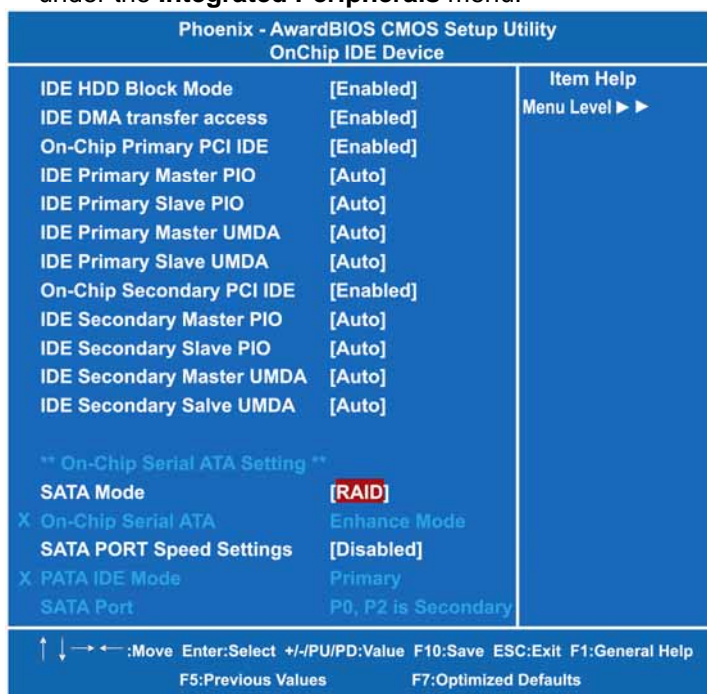 under the Integrated Peripherals menu.
Phoenix - AwardBIOS CMOS Setup Utility
OnChip IDE Device
IDE HDD Block Mode [Enabled]
IDE DMA transfer access [Enabled]
On-Chip Primary PCI IDE [Enabled]
IDE Primary Master PIO [Auto]
IDE Primary Slave PIO [Auto]
IDE Primary Master UMDA [Auto]
IDE Primary Slave UMDA [Auto]
On-Chip Secondary PCI IDE [Enabled]
IDE Secondary Master PIO [Auto]
IDE Secondary Slave PIO [Auto]
IDE Secondary Master UMDA [Auto]
IDE Secondary Salve UMDA [Auto]
** On-Chip Serial ATA Setting **
SATA Mode [RAID]
X On-Chip Serial ATA Enhance Mode
SATA PORT Speed Settings [Disabled]
X PATA IDE Mode Primary
SATA Port P0, P2 is Secondary
Item Help
Menu Level ►►
↑ ↓ → ← :Move Enter:Select +/-/PU/PD:Value F10:Save ESC:Exit F1:General Help
F5:Previous Values F7:Optimized Defaults